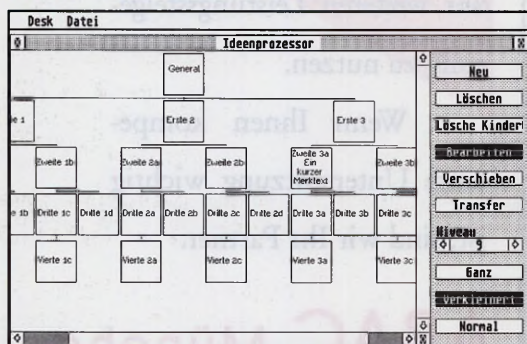 Desk Datei
Ideenprozessor
General
Erste 2
Erste 3
Zweite 1b
Zweite 2a
Zweite 2b
Zweite 3a
Ein
kurzer
Merktext
Zweite 3b
Dritte 1c
Dritte 1d
Dritte 2a
Dritte 2b
Dritte 2c
Dritte 2d
Dritte 3a
Dritte 3b
Dritte 3c
Vierte 1c
Vierte 2a
Vierte 2c
Vierte 3a
Vierte 3c
Neu
Löschen
Lösche Kinder
Bearbeiten
Verschieben
Transfer
Niveau
9
Ganz
Verkleinert
Normal